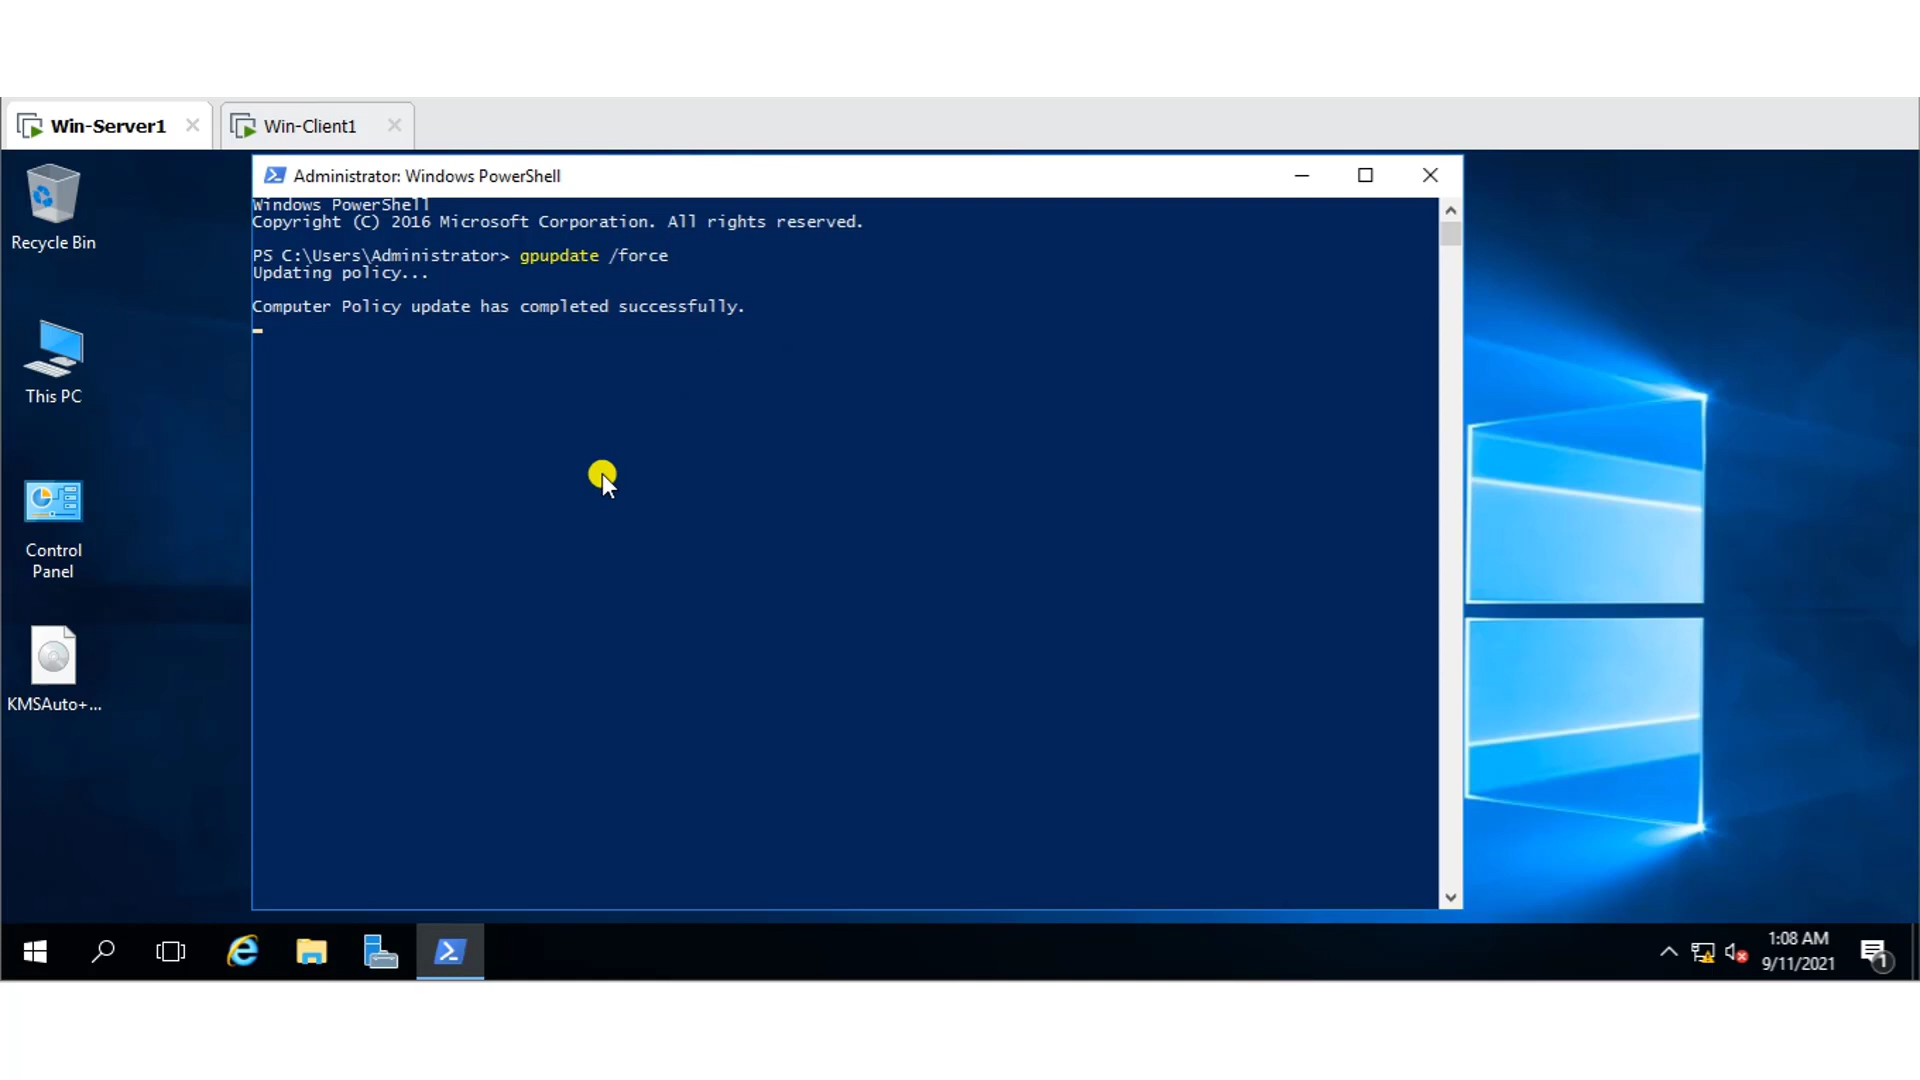 Win-Server1
Win-Client1
Administrator: Windows PowerShell
Windows PowerShell
Copyright (C) 2016 Microsoft Corporation. All rights reserved.
PS C:\Users\Administrator> gpupdate /force
Updating policy...
Computer Policy update has completed successfully.
Recycle Bin
This PC
Control
Panel
KMSAuto+...
1:08 AM
9/11/2021
1